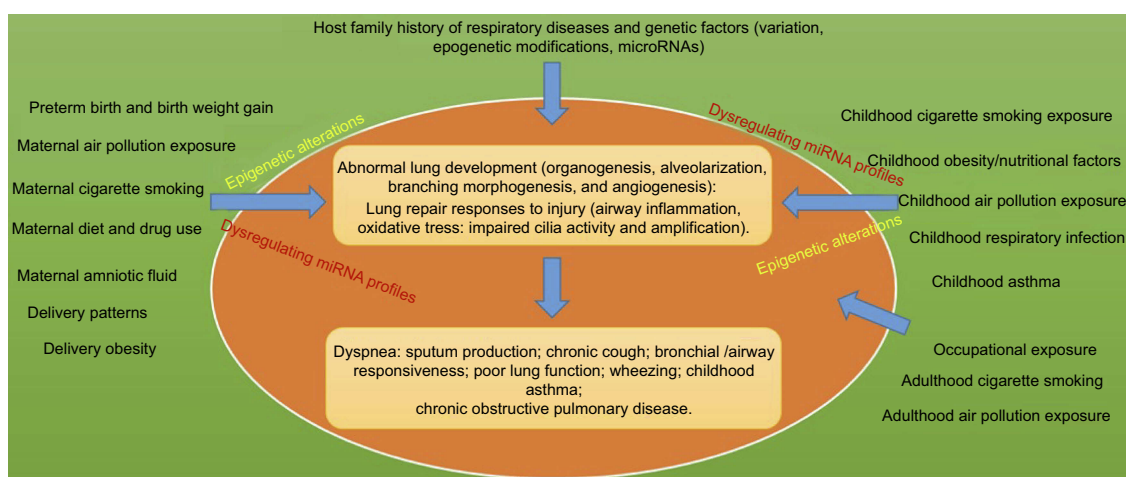 Host family history of respiratory diseases and genetic factors (variation,
epogenetic modifications, microRNAs)
Preterm birth and birth weight gain
Maternal air pollution exposure
Maternal cigarette smoking
Maternal diet and drug use
Maternal amniotic fluid
Delivery patterns
Delivery obesity
Epigenetic alterations
Dysregulating miRNA profiles
Abnormal lung development (organogenesis, alveolarization,
branching morphogenesis, and angiogenesis):
Lung repair responses to injury (airway inflammation,
oxidative tress: impaired cilia activity and amplification).
Dyspnea: sputum production; chronic cough; bronchial /airway
responsiveness; poor lung function; wheezing; childhood
asthma;
chronic obstructive pulmonary disease.
Dysregulating miRNA profiles
Epigenetic alterations
Childhood cigarette smoking exposure
Childhood obesity/nutritional factors
Childhood air pollution exposure
Childhood respiratory infection
Childhood asthma
Occupational exposure
Adulthood cigarette smoking
Adulthood air pollution exposure